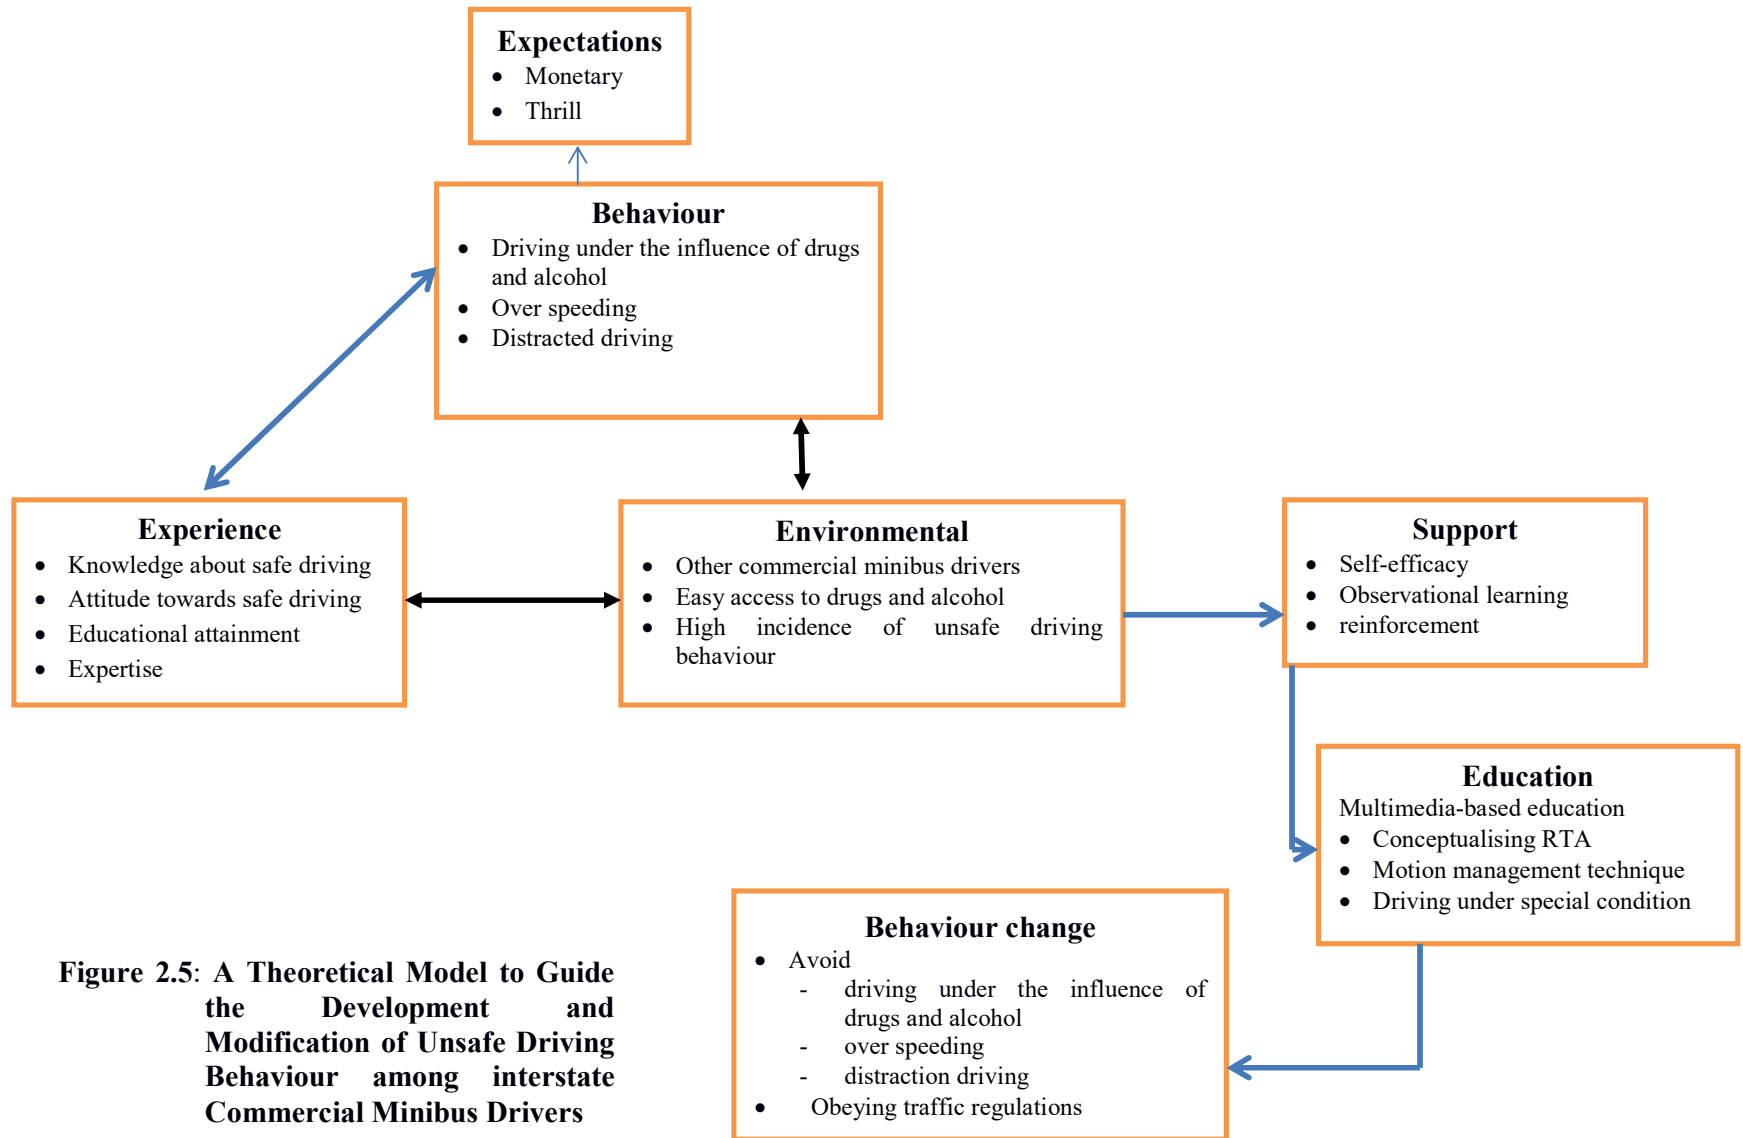 Expectations
• Monetary
• Thrill
Behaviour
• Driving under the influence of drugs
and alcohol
• Over speeding
• Distracted driving
Experience
• Knowledge about safe driving
• Attitude towards safe driving
• Educational attainment
• Expertise
Environmental
• Other commercial minibus drivers
• Easy access to drugs and alcohol
• High incidence of unsafe driving
behaviour
Support
• Self-efficacy
• Observational learning
• reinforcement
Education
Multimedia-based education
• Conceptualising RTA
• Motion management technique
• Driving under special condition
Behaviour change
• Avoid
- driving under the influence of
drugs and alcohol
- over speeding
- distraction driving
• Obeying traffic regulations
Figure 2.5: A Theoretical Model to Guide
the Development and
Modification of Unsafe Driving
Behaviour among interstate
Commercial Minibus Drivers